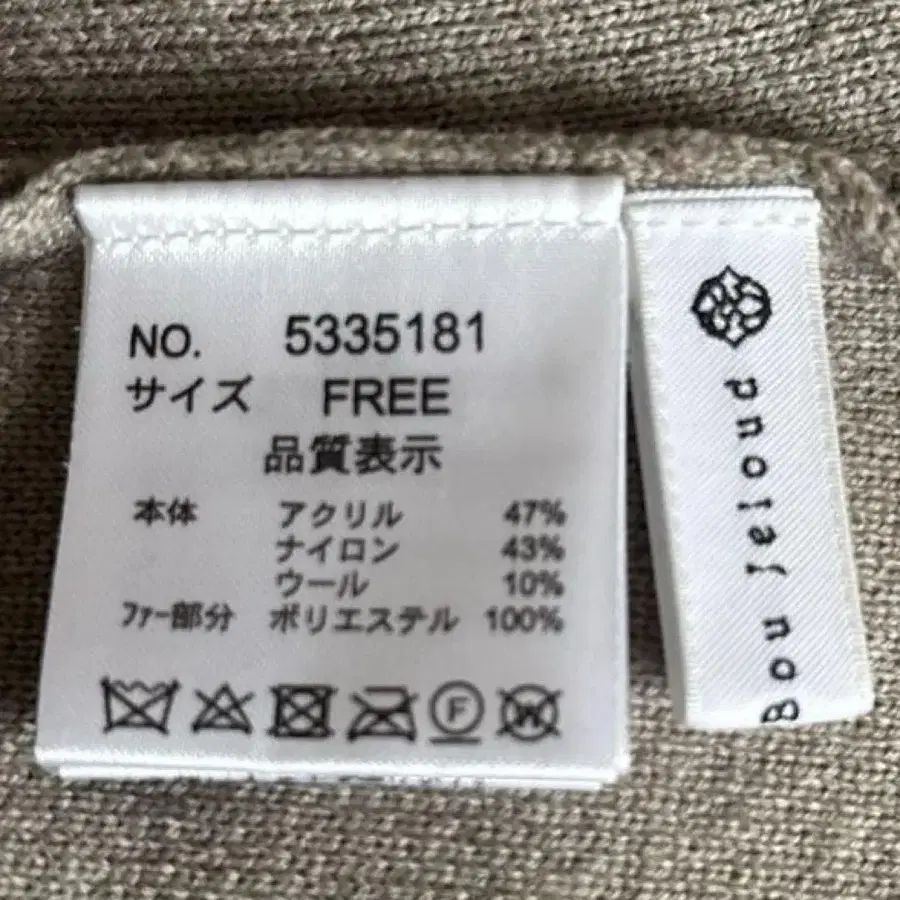 NO. 5335181
サイズ FREE
品質表示
本体 アクリル 47%
ナイロン 43%
ウール 10%
ファー部分 ポリエステル 100%
F
W